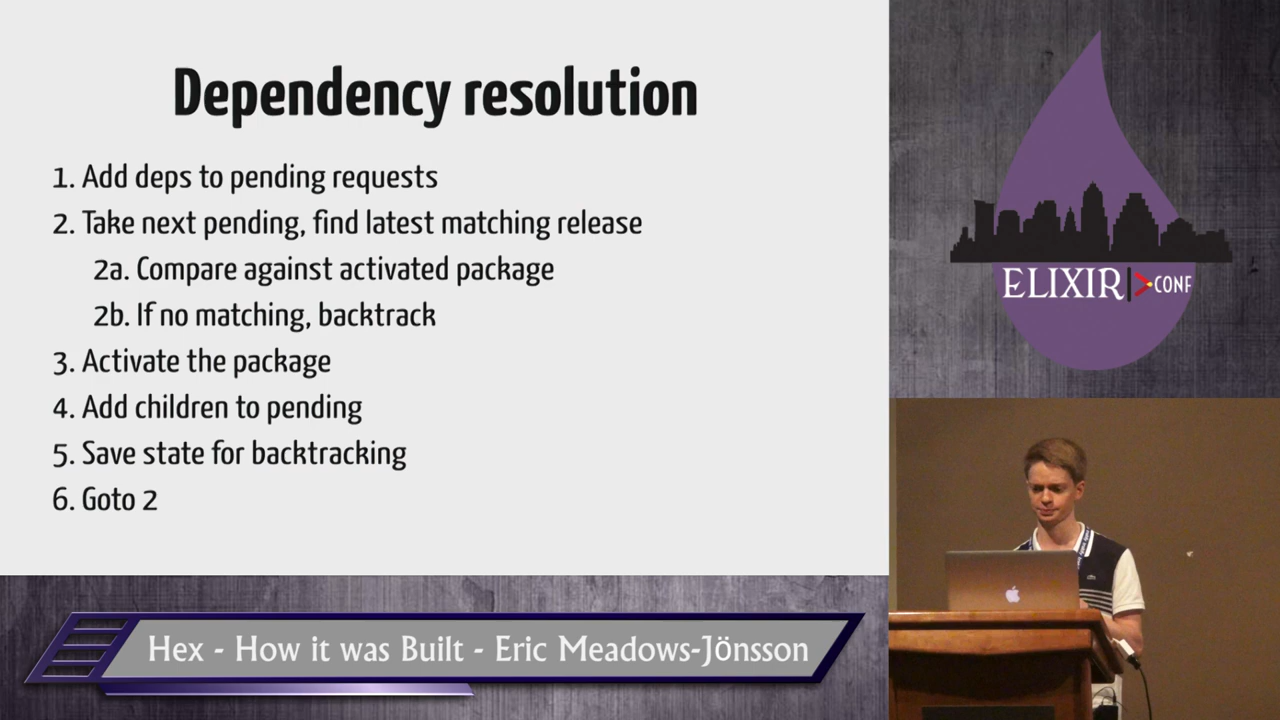 Dependency resolution
1. Add deps to pending requests
2. Take next pending, find latest matching release
2a. Compare against activated package
2b. If no matching, backtrack
3. Activate the package
4. Add children to pending
5. Save state for backtracking
6. Goto 2
ELIXIR CONF
Hex - How it was Built - Eric Meadows-Jönsson